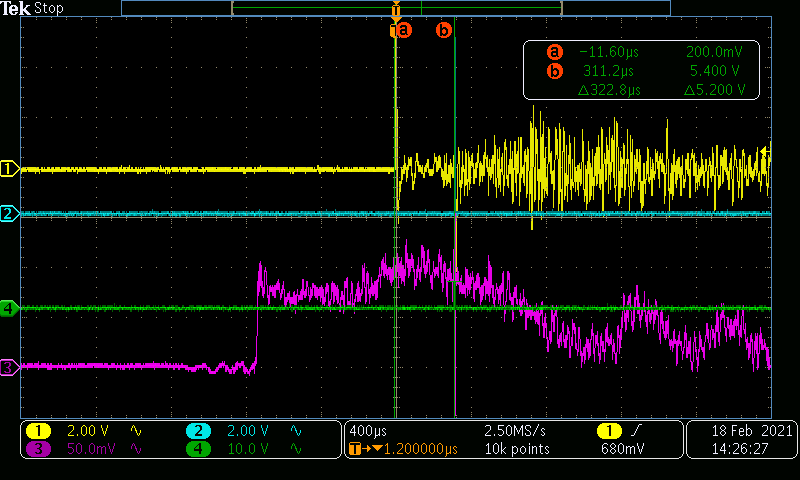 Tek Stop
T
T a b
a −11.60µs 200.0mV
b 311.2µs 5.400 V
△322.8µs △5.200 V
1
2
4
3
1 2.00 V 2 2.00 V
3 50.0mV 4 10.0 V
400µs 2.50MS/s
T→▼1.200000µs 10k points
1 680mV
18 Feb 2021
14:26:27